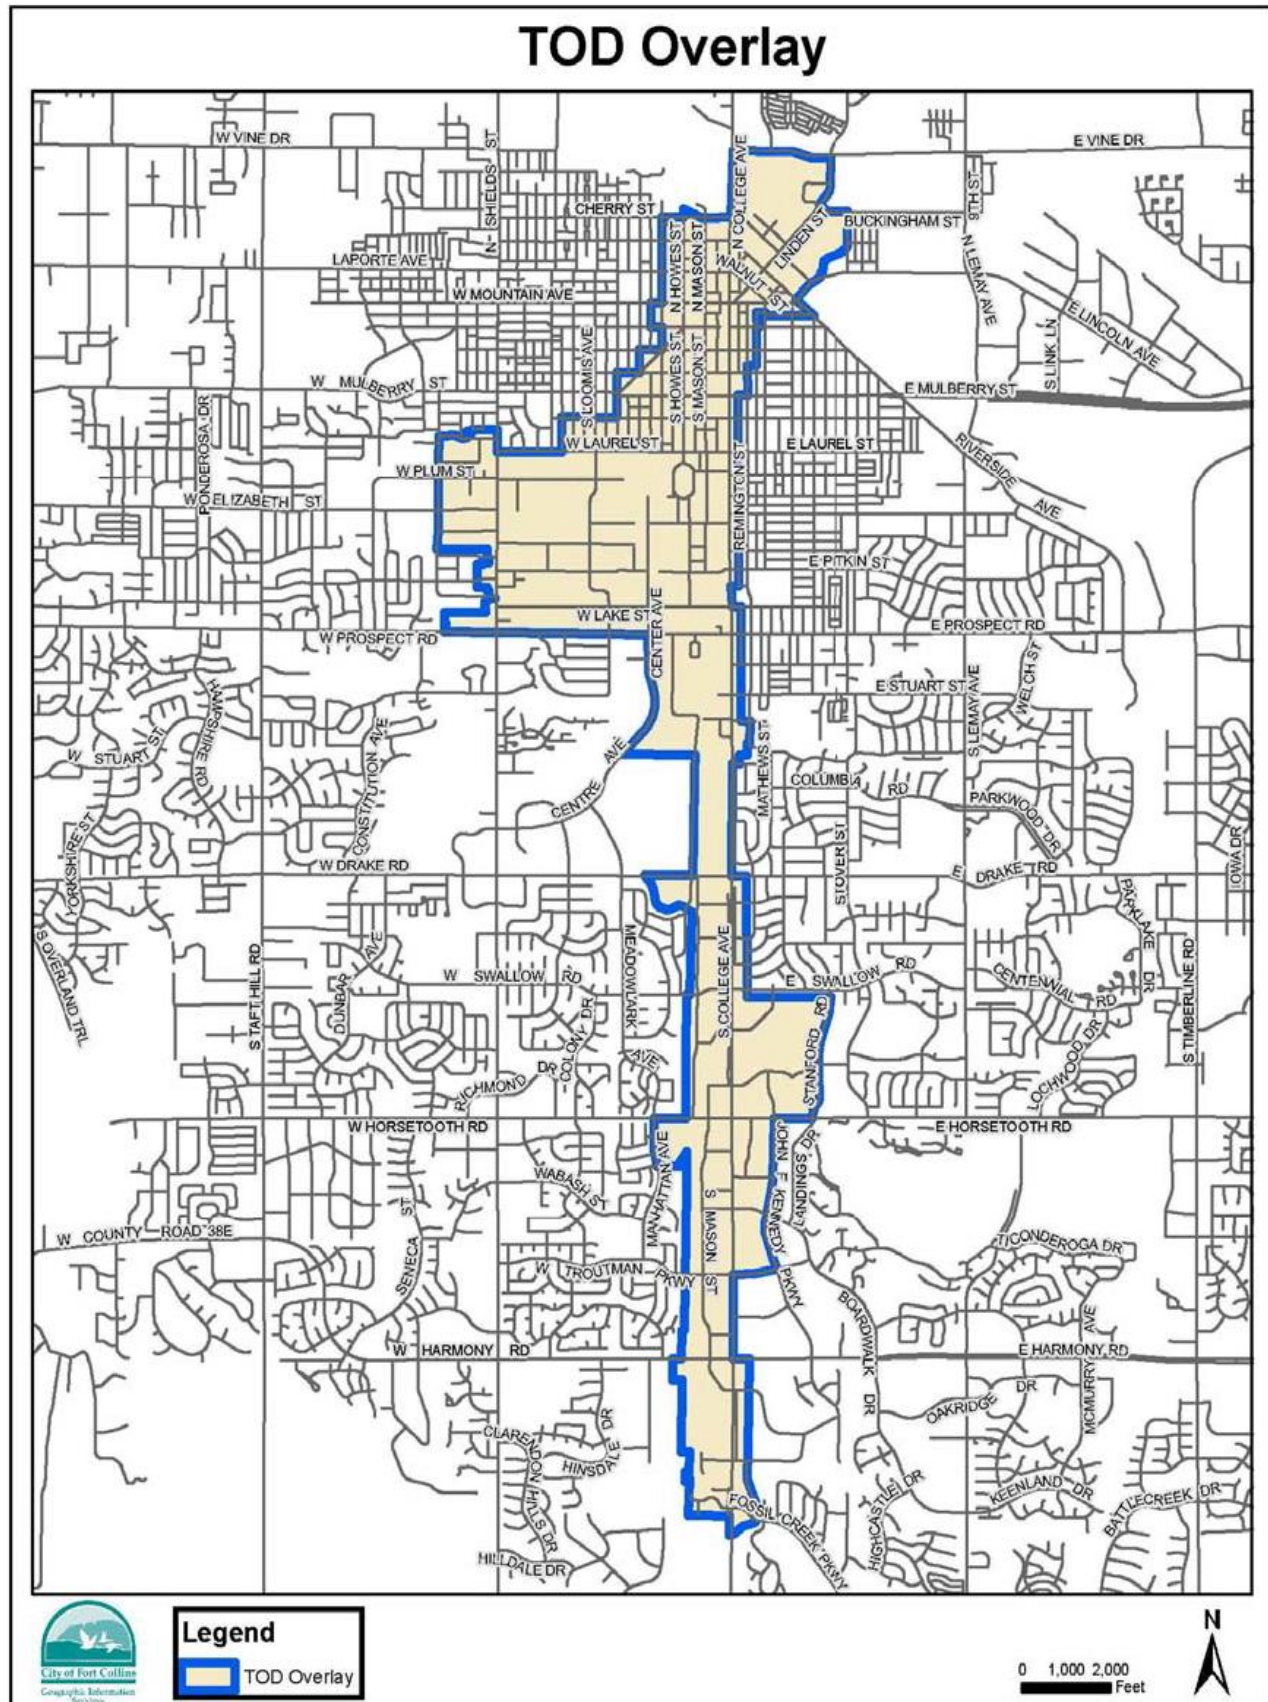 TOD Overlay
W VINE DR
E VINE DR
N SHIELDS ST
N COLLEGE AVE
9TH ST
CHERRY ST
BUCKINGHAM ST
LINDEN ST
N HOWES ST
N MASON ST
WALNUT ST
N LEMAY AVE
LAPORTE AVE
W MOUNTAIN AVE
E LINCOLN AVE
S LINK LN
S LOOMIS AVE
S HOWES ST
S MASON ST
W MULBERRY ST
E MULBERRY ST
PONDEROSA DR
W LAUREL ST
E LAUREL ST
RIVERSIDE AVE
REMINGTON ST
W PLUM ST
W ELIZABETH ST
E PITKIN ST
W LAKE ST
CENTER AVE
W PROSPECT RD
E PROSPECT RD
WELCH ST
E STUART ST
S LEMAY AVE
HAMPSHIRE RD
W STUART ST
CONSTITUTION AVE
CENTRE AVE
MATHEWS ST
COLUMBIA RD
PARKWOOD DR
YORKSHIRE ST
STOVER ST
IOWA DR
W DRAKE RD
E DRAKE RD
PARKLAKE DR
S OVERLAND TRL
S TAFT HILL RD
DUNBAR AVE
W SWALLOW RD
MEADOWLARK AVE
S COLLEGE AVE
E SWALLOW RD
CENTENNIAL RD
S TIMBERLINE RD
COLONY DR
STANFORD RD
LOCHWOOD DR
RICHMOND DR
W HORSETOOTH RD
E HORSETOOTH RD
MANHATTAN AVE
JOHN F KENNEDY PKWY
LANDINGS DR
WABASH ST
S MASON ST
W COUNTY ROAD 38E
SENECA ST
TICONDEROGA DR
W TROUTMAN PKWY
BOARDWALK DR
MCMURRY AVE
W HARMONY RD
E HARMONY RD
OAKRIDGE DR
CLARENDON HILLS DR
HINSDALE DR
FOSSIL CREEK PKWY
HIGHCASTLE DR
KEENLAND DR
BATTLECREEK DR
HILLDALE DR
City of Fort Collins
Geographic Information
Services
Legend
TOD Overlay
0 1,000 2,000
Feet
N